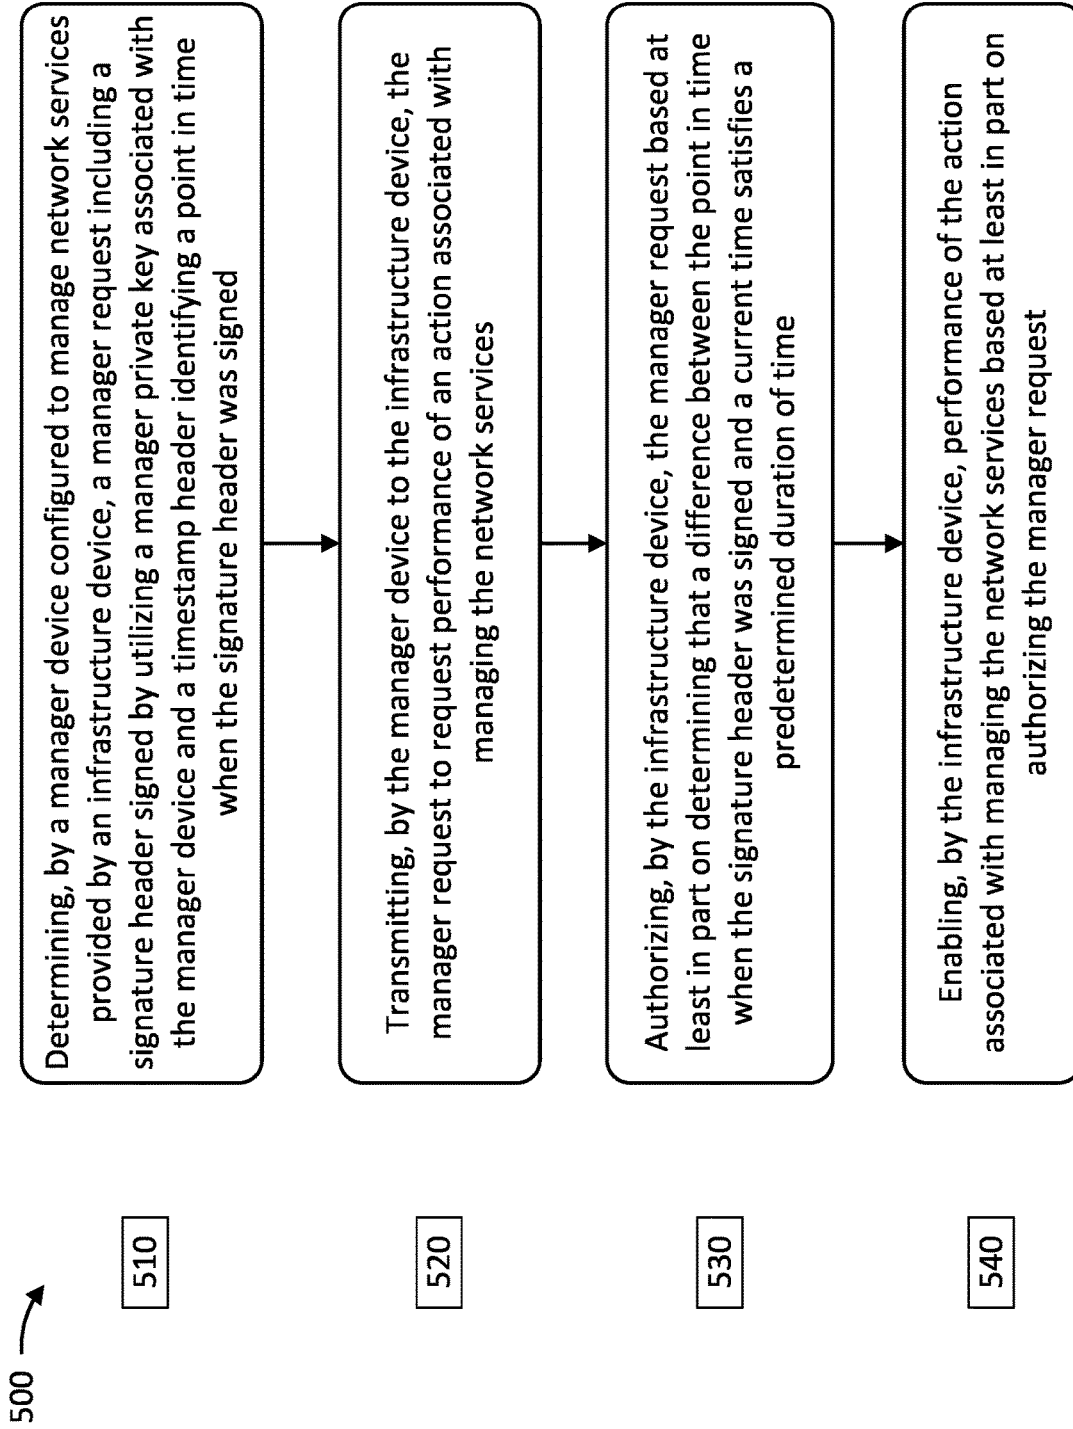 500
510
Determining, by a manager device configured to manage network services
provided by an infrastructure device, a manager request including a
signature header signed by utilizing a manager private key associated with
the manager device and a timestamp header identifying a point in time
when the signature header was signed
520
Transmitting, by the manager device to the infrastructure device, the
manager request to request performance of an action associated with
managing the network services
530
Authorizing, by the infrastructure device, the manager request based at
least in part on determining that a difference between the point in time
when the signature header was signed and a current time satisfies a
predetermined duration of time
540
Enabling, by the infrastructure device, performance of the action
associated with managing the network services based at least in part on
authorizing the manager request